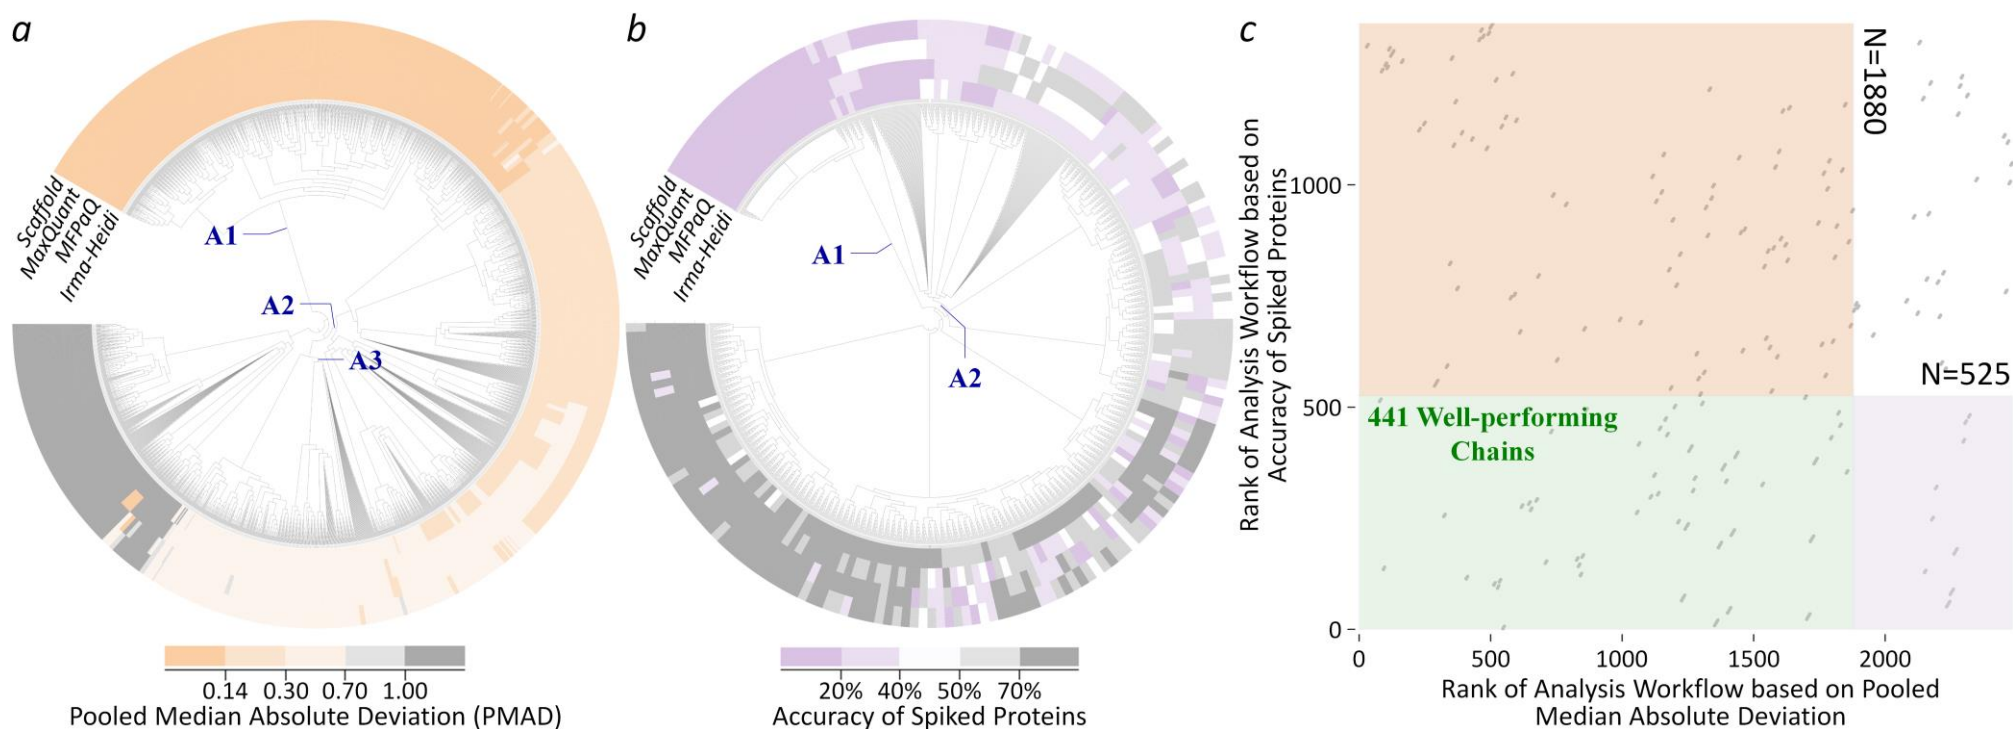 a
Scaffold
MaxQuant
MFPaQ
Irma-Heidi
A1
A2
A3
0.14 0.30 0.70 1.00
Pooled Median Absolute Deviation (PMAD)
b
Scaffold
MaxQuant
MFPaQ
Irma-Heidi
A1
A2
20% 40% 50% 70%
Accuracy of Spiked Proteins
c
Rank of Analysis Workflow based on
Accuracy of Spiked Proteins
1000
500
0
N=1880
N=525
441 Well-performing
Chains
0 500 1000 1500 2000
Rank of Analysis Workflow based on Pooled
Median Absolute Deviation